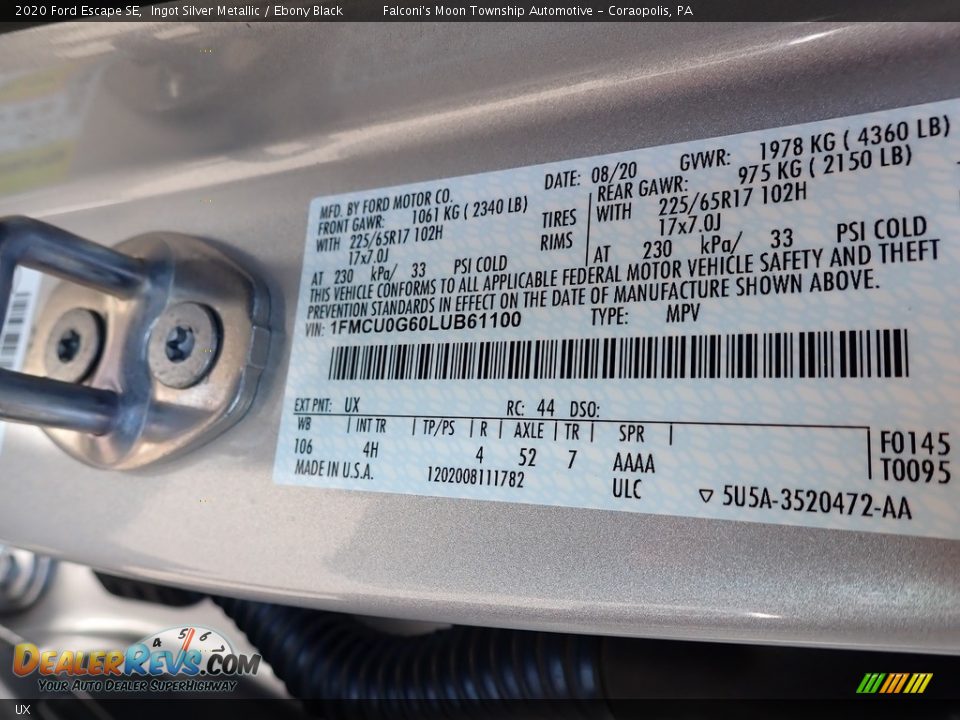 2020 Ford Escape SE, Ingot Silver Metallic / Ebony Black Falconi's Moon Township Automotive - Coraopolis, PA
MFD. BY FORD MOTOR CO. DATE: 08/20 GVWR: 1978 KG ( 4360 LB)
FRONT GAWR: 1061 KG ( 2340 LB) REAR GAWR: 975 KG ( 2150 LB)
WITH 225/65R17 102H TIRES WITH 225/65R17 102H
17x7.0J RIMS 17x7.0J
AT 230 kPa/ 33 PSI COLD AT 230 kPa/ 33 PSI COLD
THIS VEHICLE CONFORMS TO ALL APPLICABLE FEDERAL MOTOR VEHICLE SAFETY AND THEFT
PREVENTION STANDARDS IN EFFECT ON THE DATE OF MANUFACTURE SHOWN ABOVE.
VIN: 1FMCU0G60LUB61100 TYPE: MPV
EXT PNT: UX RC: 44 DSO:
WB INT TR TP/PS R AXLE TR SPR F0145
106 4H 4 52 7 AAAA T0095
MADE IN U.S.A. 1202008111782 ULC 5U5A-3520472-AA
4 5 6
DealerRevs.com
Your Auto Dealer SuperHighway
UX